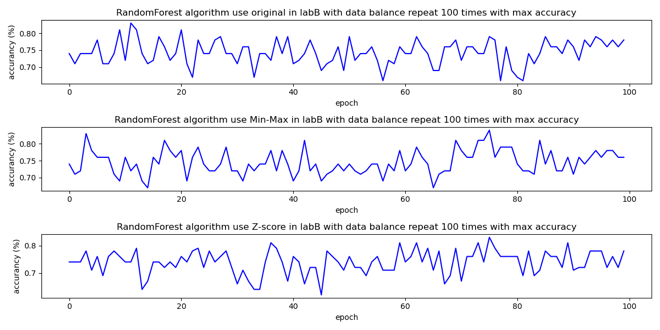 RandomForest algorithm use original in labB with data balance repeat 100 times with max accuracy
accurancy (%)
0.80
0.75
0.70
0 20 40 60 80 100
epoch
RandomForest algorithm use Min-Max in labB with data balance repeat 100 times with max accuracy
accurancy (%)
0.80
0.75
0.70
0 20 40 60 80 100
epoch
RandomForest algorithm use Z-score in labB with data balance repeat 100 times with max accuracy
accurancy (%)
0.8
0.7
0 20 40 60 80 100
epoch